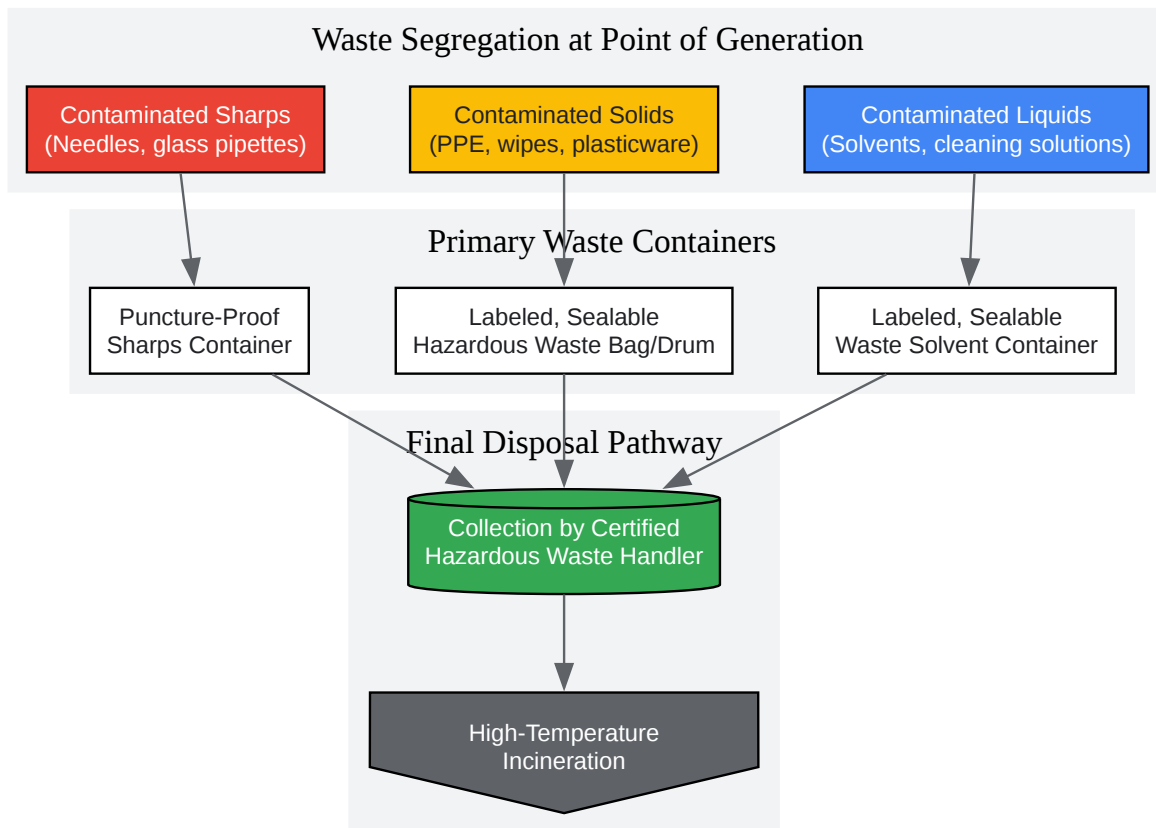 Waste Segregation at Point of Generation
Contaminated Sharps
(Needles, glass pipettes)
Contaminated Solids
(PPE, wipes, plasticware)
Contaminated Liquids
(Solvents, cleaning solutions)
Primary Waste Containers
Puncture-Proof
Sharps Container
Labeled, Sealable
Hazardous Waste Bag/Drum
Labeled, Sealable
Waste Solvent Container
Final Disposal Pathway
Collection by Certified
Hazardous Waste Handler
High-Temperature
Incineration